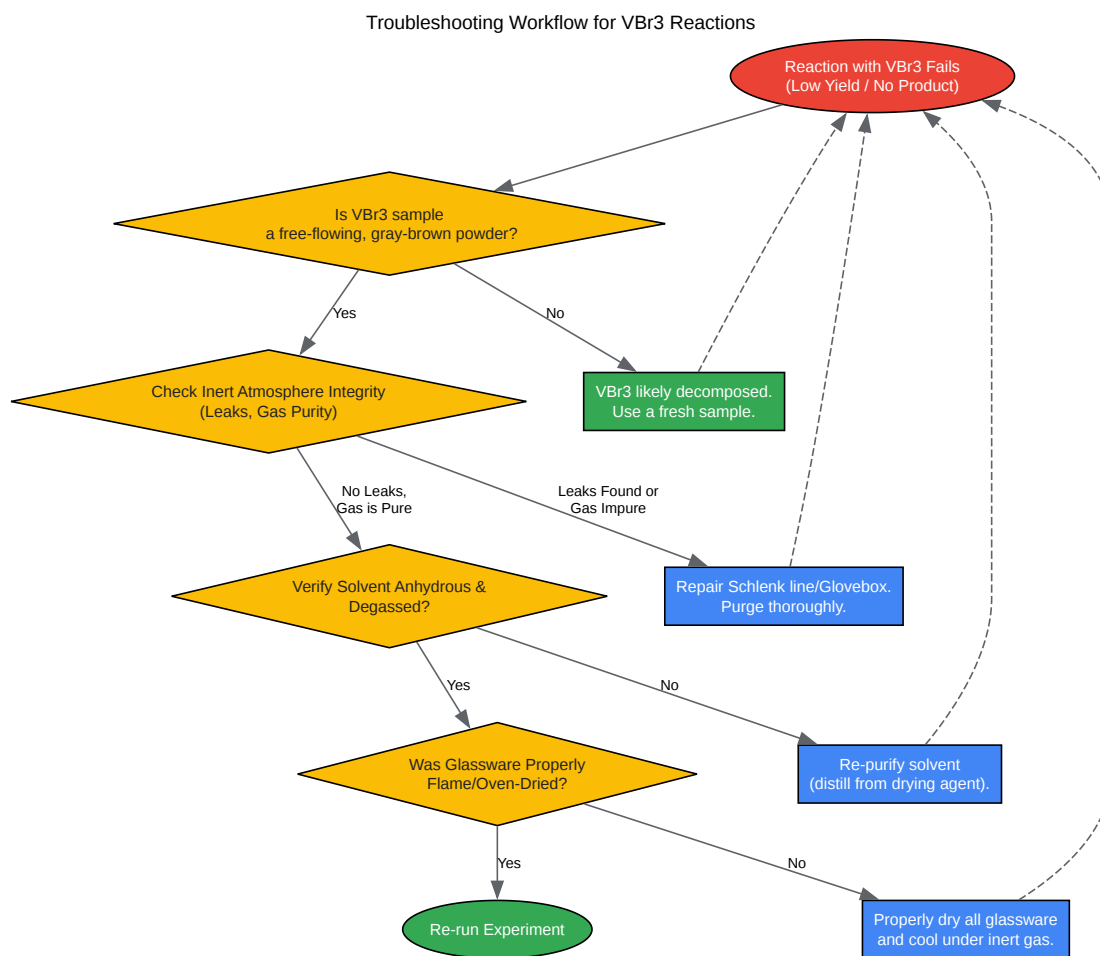 Troubleshooting Workflow for VBr3 Reactions
Reaction with VBr3 Fails
(Low Yield / No Product)
Is VBr3 sample
a free-flowing, gray-brown powder?
Yes
No
Check Inert Atmosphere Integrity
(Leaks, Gas Purity)
VBr3 likely decomposed.
Use a fresh sample.
No Leaks,
Gas is Pure
Leaks Found or
Gas Impure
Verify Solvent Anhydrous &
Degassed?
Repair Schlenk line/Glovebox.
Purge thoroughly.
Yes
No
Was Glassware Properly
Flame/Oven-Dried?
Re-purify solvent
(distill from drying agent).
Yes
No
Re-run Experiment
Properly dry all glassware
and cool under inert gas.